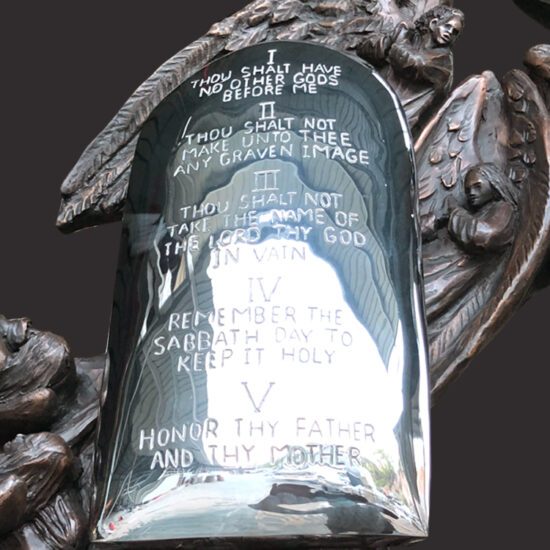 I
THOU SHALT HAVE
NO OTHER GODS
BEFORE ME
II
THOU SHALT NOT
MAKE UNTO THEE
ANY GRAVEN IMAGE
III
THOU SHALT NOT
TAKE THE NAME OF
THE LORD THY GOD
IN VAIN
IV
REMEMBER THE
SABBATH DAY TO
KEEP IT HOLY
V
HONOR THY FATHER
AND THY MOTHER